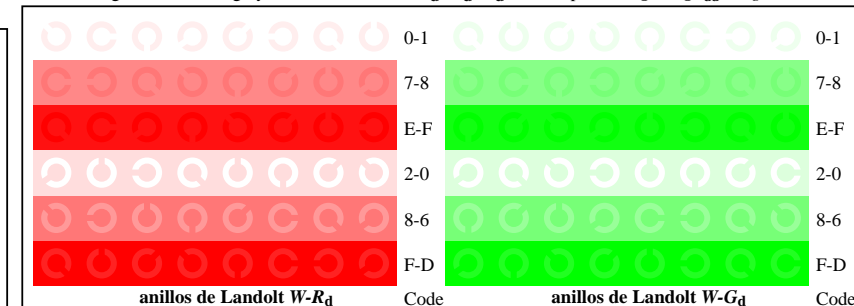 0-1
7-8
E-F
2-0
8-6
F-D
anillos de Landolt W-Rd
Code
0-1
7-8
E-F
2-0
8-6
F-D
anillos de Landolt W-Gd
Code